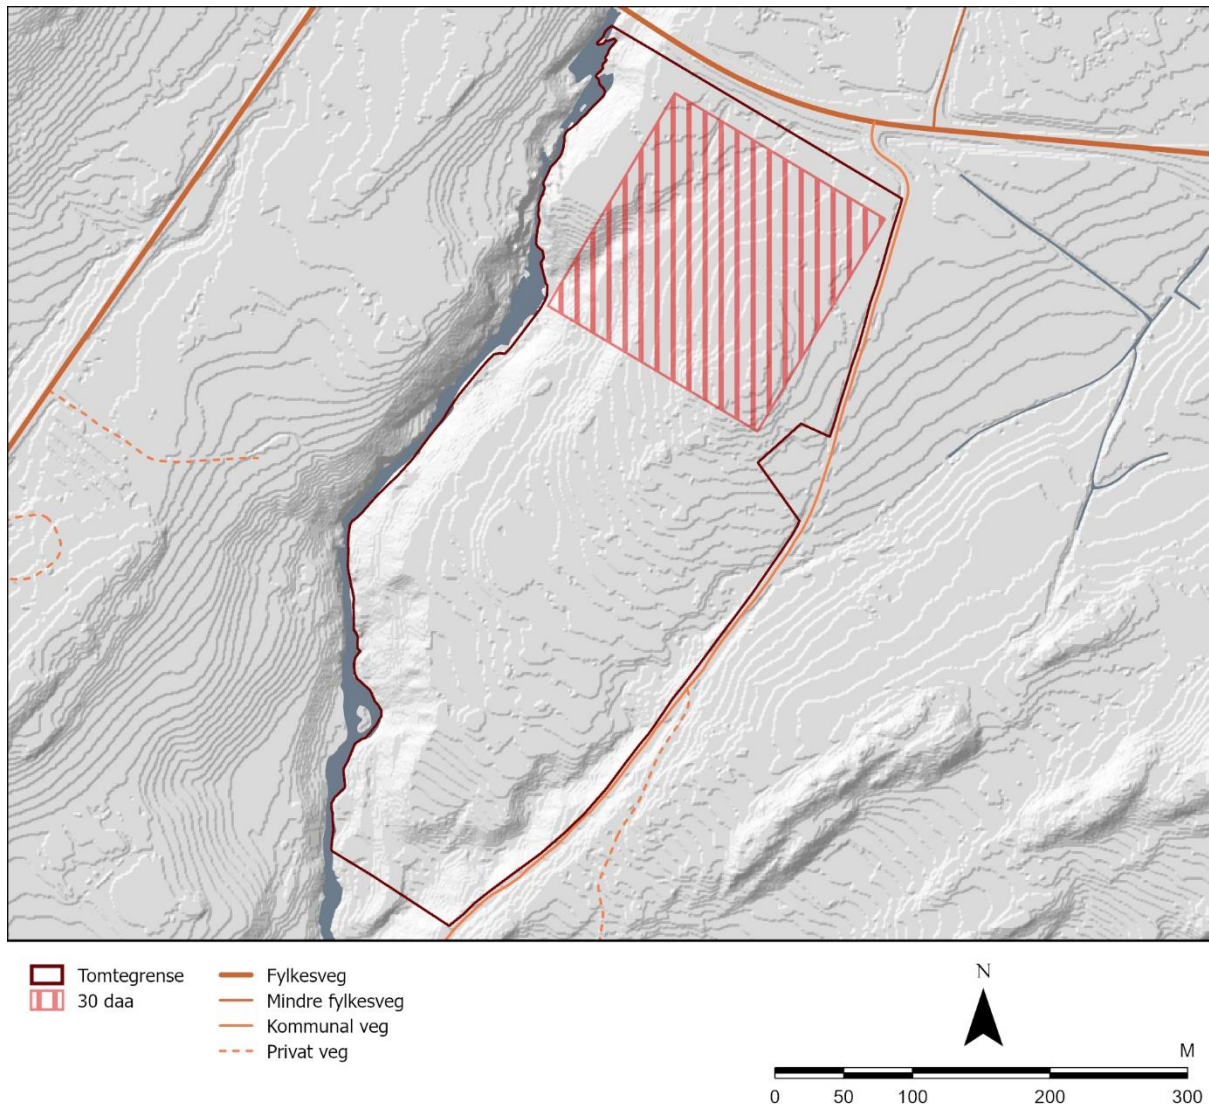 Tomtegrense
30 daa
Fylkesveg
Mindre fylkesveg
Kommunal veg
Privat veg
N
M
0 50 100 200 300